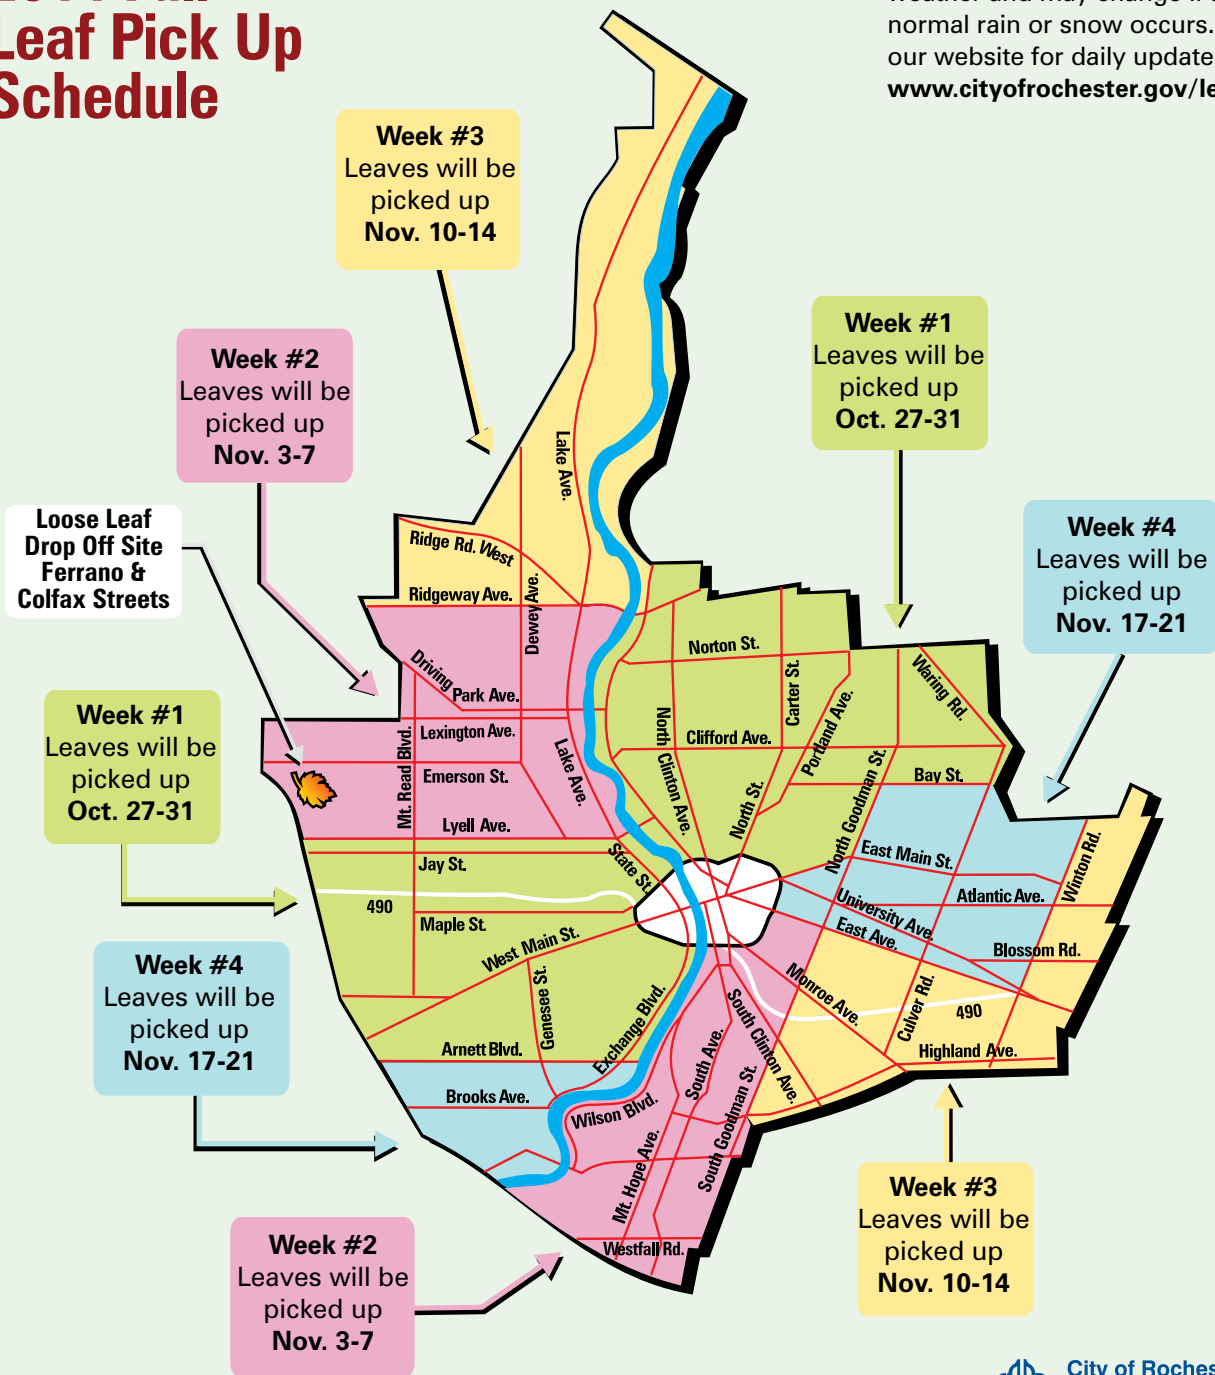 Leaf Pick Up
Schedule
normal rain or snow occurs.
our website for daily update
www.cityofrochester.gov/le
Week #3
Leaves will be
picked up
Nov. 10-14
Week #1
Leaves will be
picked up
Oct. 27-31
Week #2
Leaves will be
picked up
Nov. 3-7
Loose Leaf
Drop Off Site
Ferrano &
Colfax Streets
Week #4
Leaves will be
picked up
Nov. 17-21
Week #1
Leaves will be
picked up
Oct. 27-31
Week #4
Leaves will be
picked up
Nov. 17-21
Week #2
Leaves will be
picked up
Nov. 3-7
Week #3
Leaves will be
picked up
Nov. 10-14
Lake Ave.
Ridge Rd. West
Ridgeway Ave.
Dewey Ave.
Driving
Park Ave.
Lexington Ave.
Mt. Read Blvd.
Emerson St.
Lake Ave.
Lyell Ave.
Jay St.
State St.
490
Maple St.
West Main St.
Genesee St.
Exchange Blvd.
Arnett Blvd.
Brooks Ave.
Wilson Blvd.
Norton St.
Carter St.
Waring Rd.
Portland Ave.
North Clinton Ave.
Clifford Ave.
North St.
North Goodman St.
Bay St.
East Main St.
Winton Rd.
Atlantic Ave.
University Ave.
East Ave.
Blossom Rd.
Monroe Ave.
Culver Rd.
490
Highland Ave.
South Clinton Ave.
South Ave.
South Goodman St.
Mt. Hope Ave.
Westfall Rd.
City of Roches